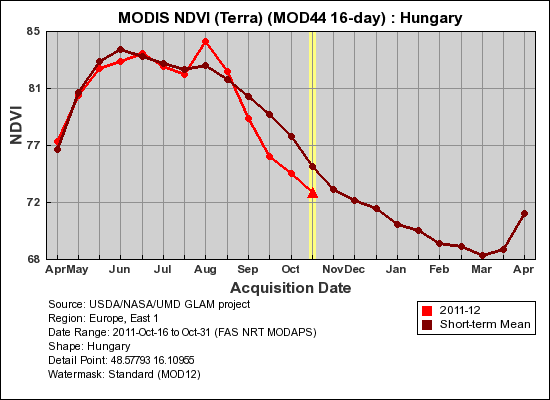 MODIS NDVI (Terra) (MOD44 16-day) : Hungary
85
81
77
72
68
NDVI
Apr May Jun Jul Aug Sep Oct Nov Dec Jan Feb Mar Apr
Acquisition Date
Source: USDA/NASA/UMD GLAM project
Region: Europe, East 1
Date Range: 2011-Oct-16 to Oct-31 (FAS NRT MODAPS)
Shape: Hungary
Detail Point: 48.57793 16.10955
Watermask: Standard (MOD12)
2011-12
Short-term Mean